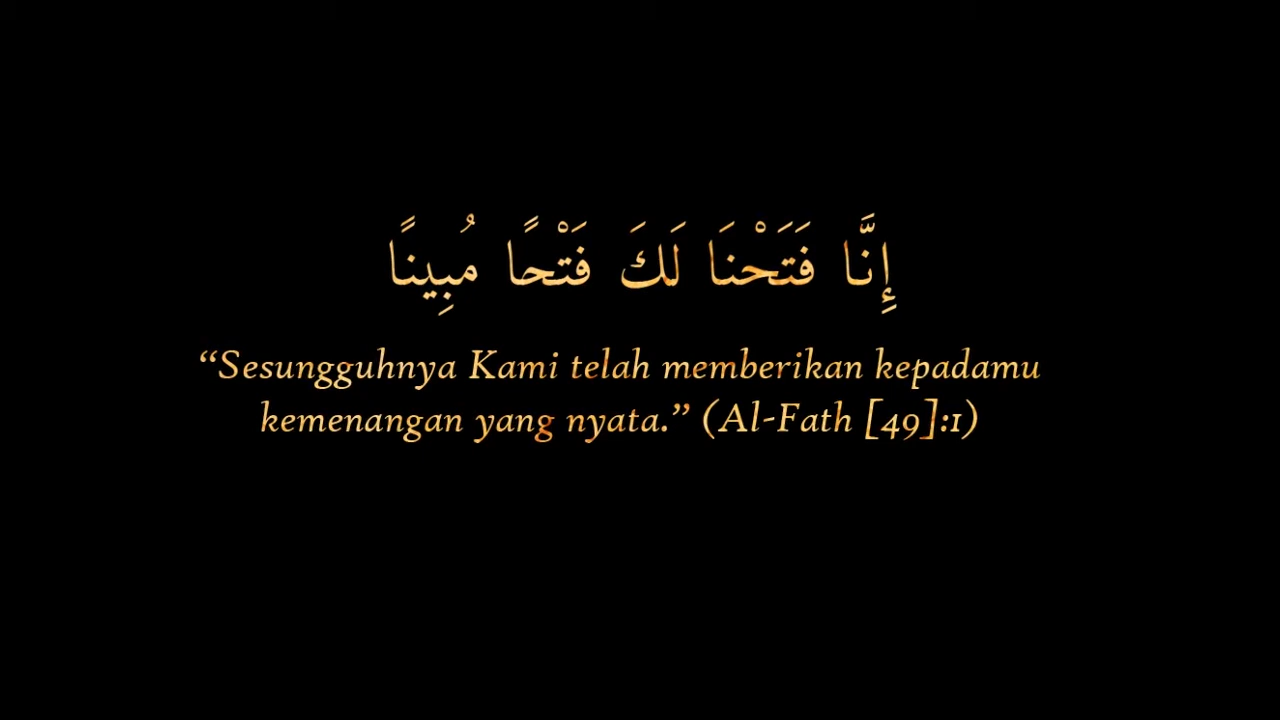 إِنَّا فَتَحْنَا لَكَ فَتْحًا مُبِينًا
“Sesungguhnya Kami telah memberikan kepadamu
kemenangan yang nyata.” (Al-Fath [49]:1)